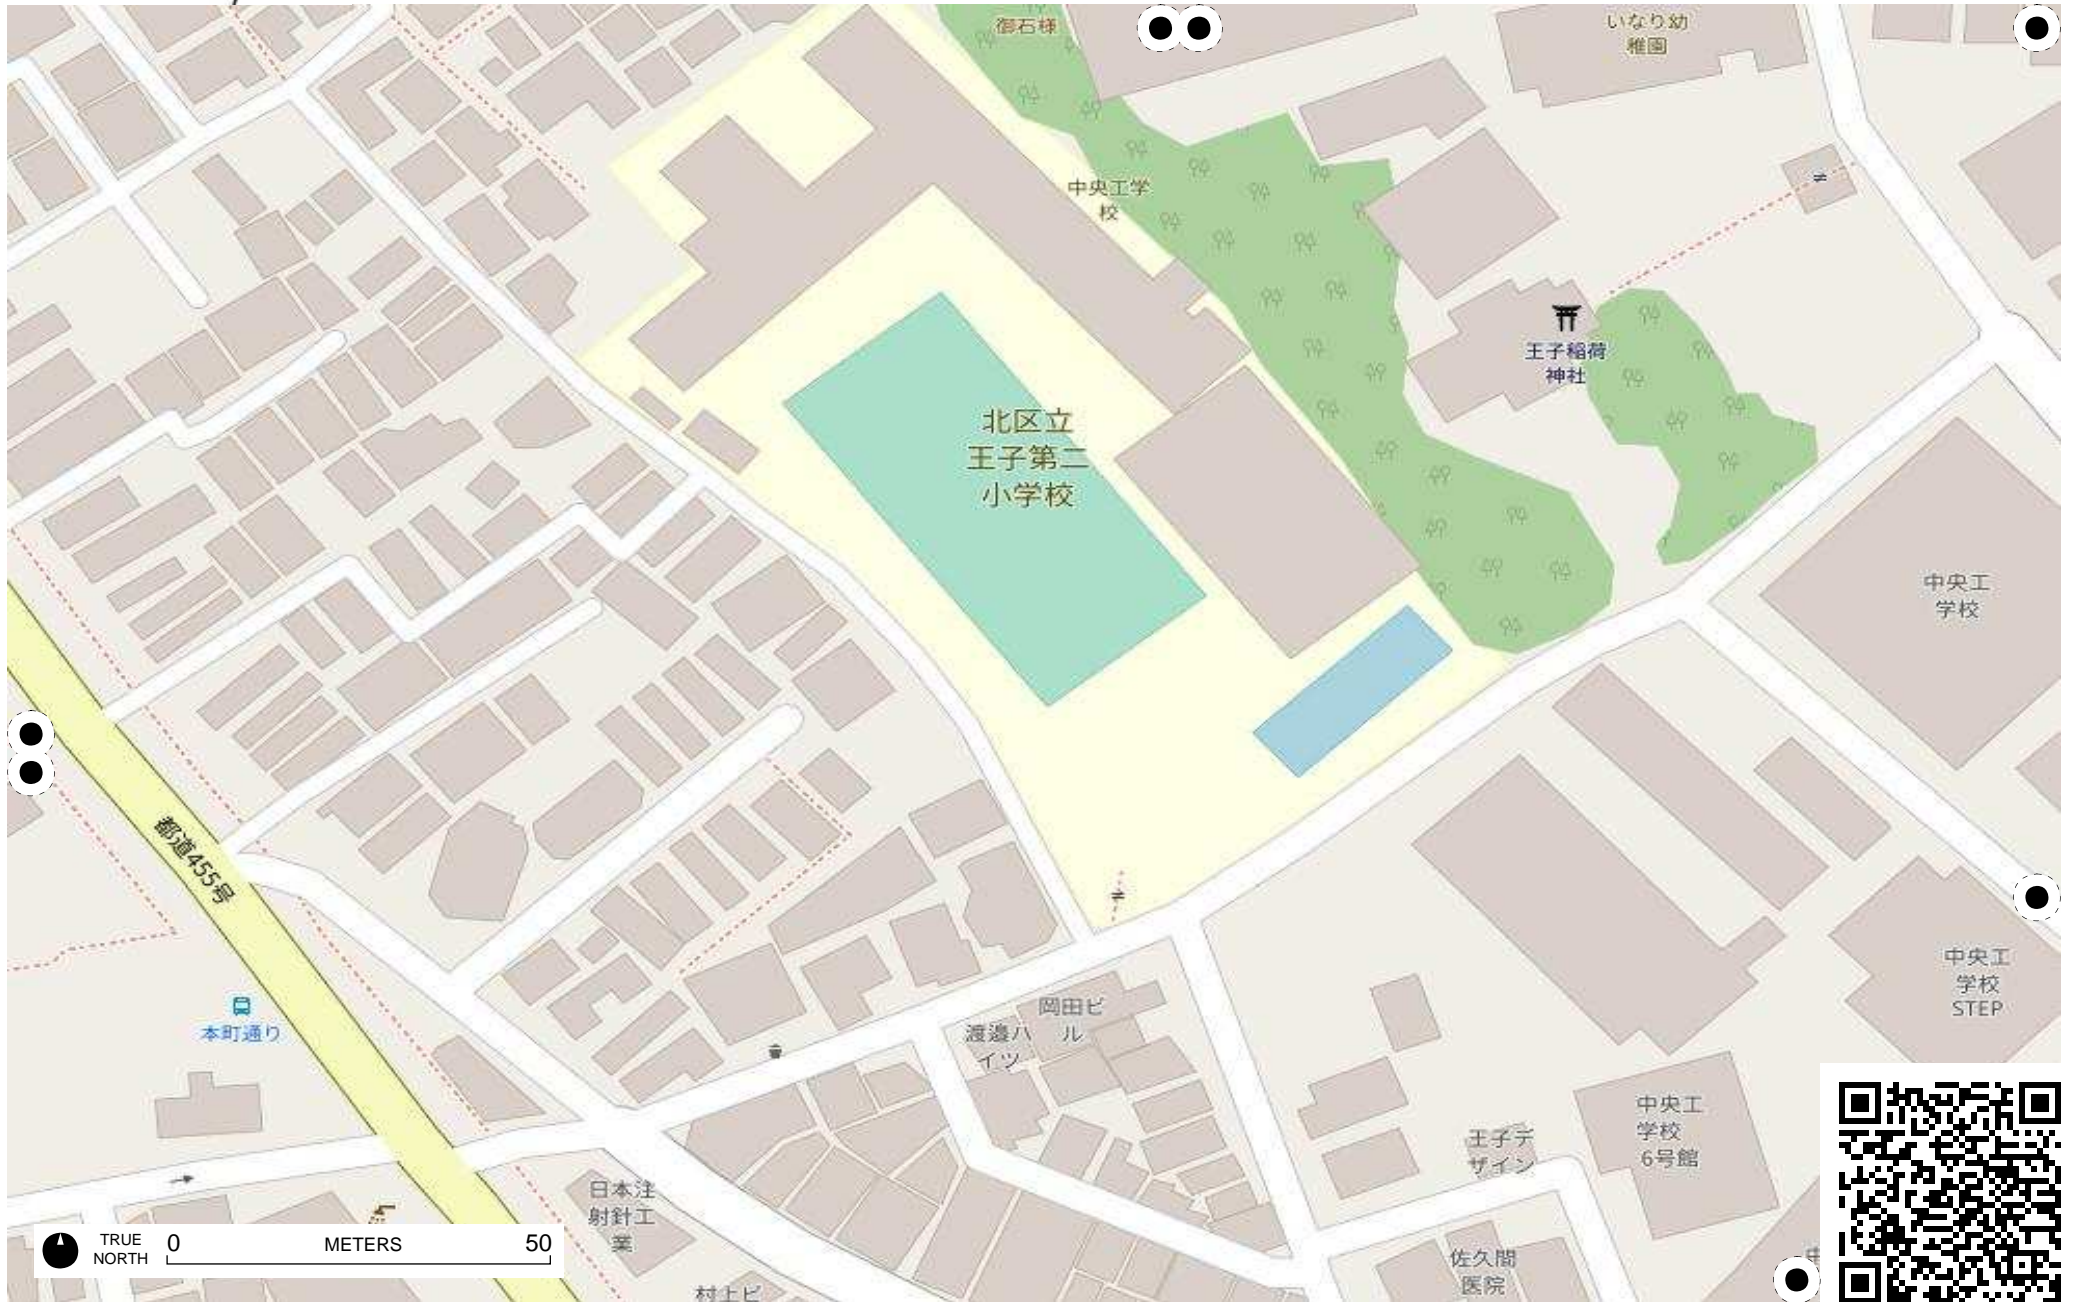 御石様
いなり幼
稚園
中央工学
校
王子稲荷
神社
北区立
王子第二
小学校
中央工
学校
都道455号
中央工
学校
STEP
本町通り
岡田ビ
ル
渡邉ハ
イツ
中央工
学校
6号館
王子デ
ザイン
日本注
射針工
業
佐久間
医院
村上ビ
TRUE
NORTH
0 METERS 50